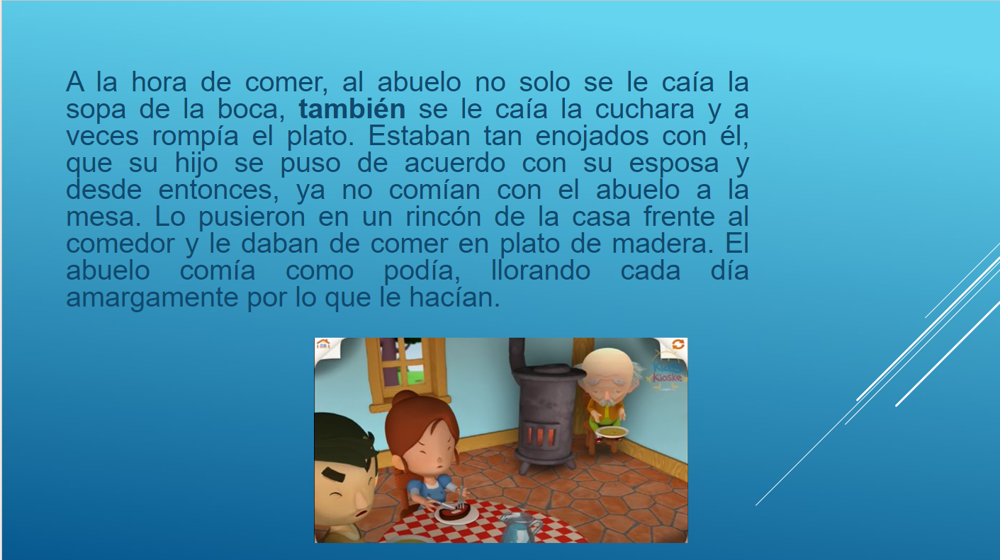 A la hora de comer, al abuelo no solo se le caía la
sopa de la boca, también se le caía la cuchara y a
veces rompía el plato. Estaban tan enojados con él,
que su hijo se puso de acuerdo con su esposa y
desde entonces, ya no comían con el abuelo a la
mesa. Lo pusieron en un rincón de la casa frente al
comedor y le daban de comer en plato de madera. El
abuelo comía como podía, llorando cada día
amargamente por lo que le hacían.
Kioske